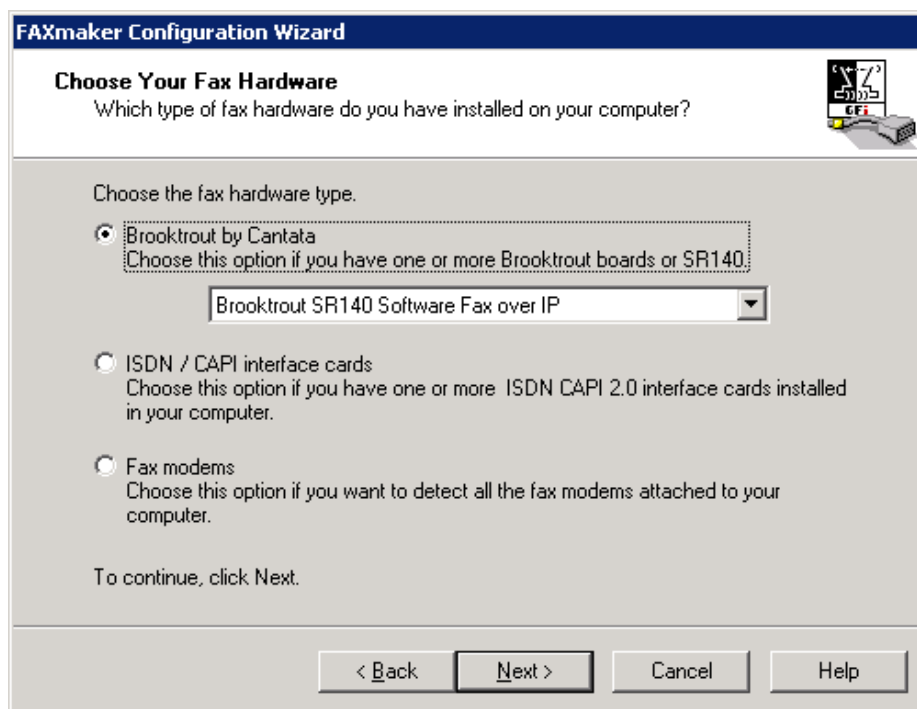 FAXmaker Configuration Wizard
Choose Your Fax Hardware
Which type of fax hardware do you have installed on your computer?
GFi
Choose the fax hardware type.
Brooktrout by Cantata
Choose this option if you have one or more Brooktrout boards or SR140.
Brooktrout SR140 Software Fax over IP
ISDN / CAPI interface cards
Choose this option if you have one or more  ISDN CAPI 2.0 interface cards installed
in your computer.
Fax modems
Choose this option if you want to detect all the fax modems attached to your
computer.
To continue, click Next.
< Back
Next >
Cancel
Help